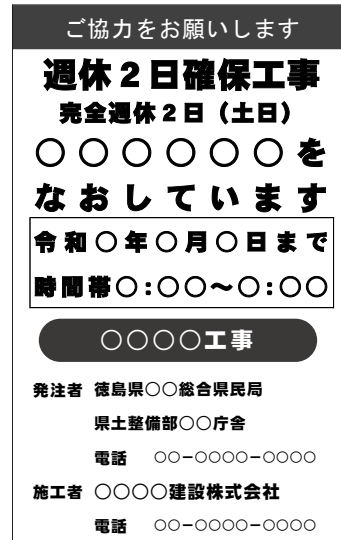 ご協力をお願いします
週休２日確保工事
完全週休２日（土日）
○○○○○○を
なおしています
令和○年○月○日まで
時間帯○:○○～○:○○
○○○○工事
発注者 徳島県○○総合県民局
県土整備部○○庁舎
電話 ○○−○○○○−○○○○
施工者 ○○○○建設株式会社
電話 ○○−○○○○−○○○○